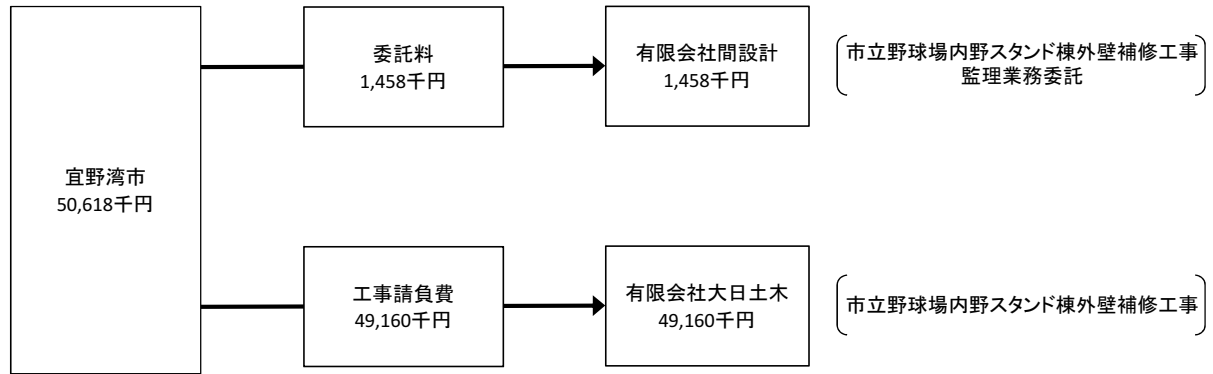 宜野湾市
50,618千円
委託料
1,458千円
有限会社間設計
1,458千円
市立野球場内野スタンド棟外壁補修工事
監理業務委託
工事請負費
49,160千円
有限会社大日土木
49,160千円
市立野球場内野スタンド棟外壁補修工事